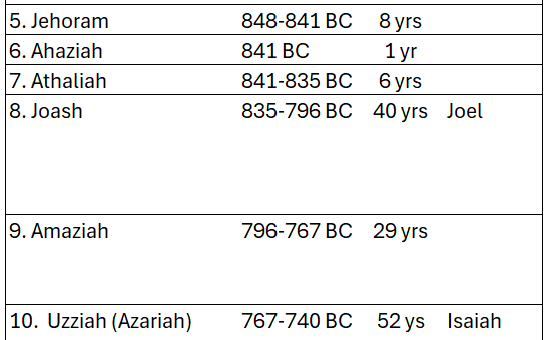 5. Jehoram 848-841 BC 8 yrs
6. Ahaziah 841 BC 1 yr
7. Athaliah 841-835 BC 6 yrs
8. Joash 835-796 BC 40 yrs Joel
9. Amaziah 796-767 BC 29 yrs
10. Uzziah (Azariah) 767-740 BC 52 ys Isaiah